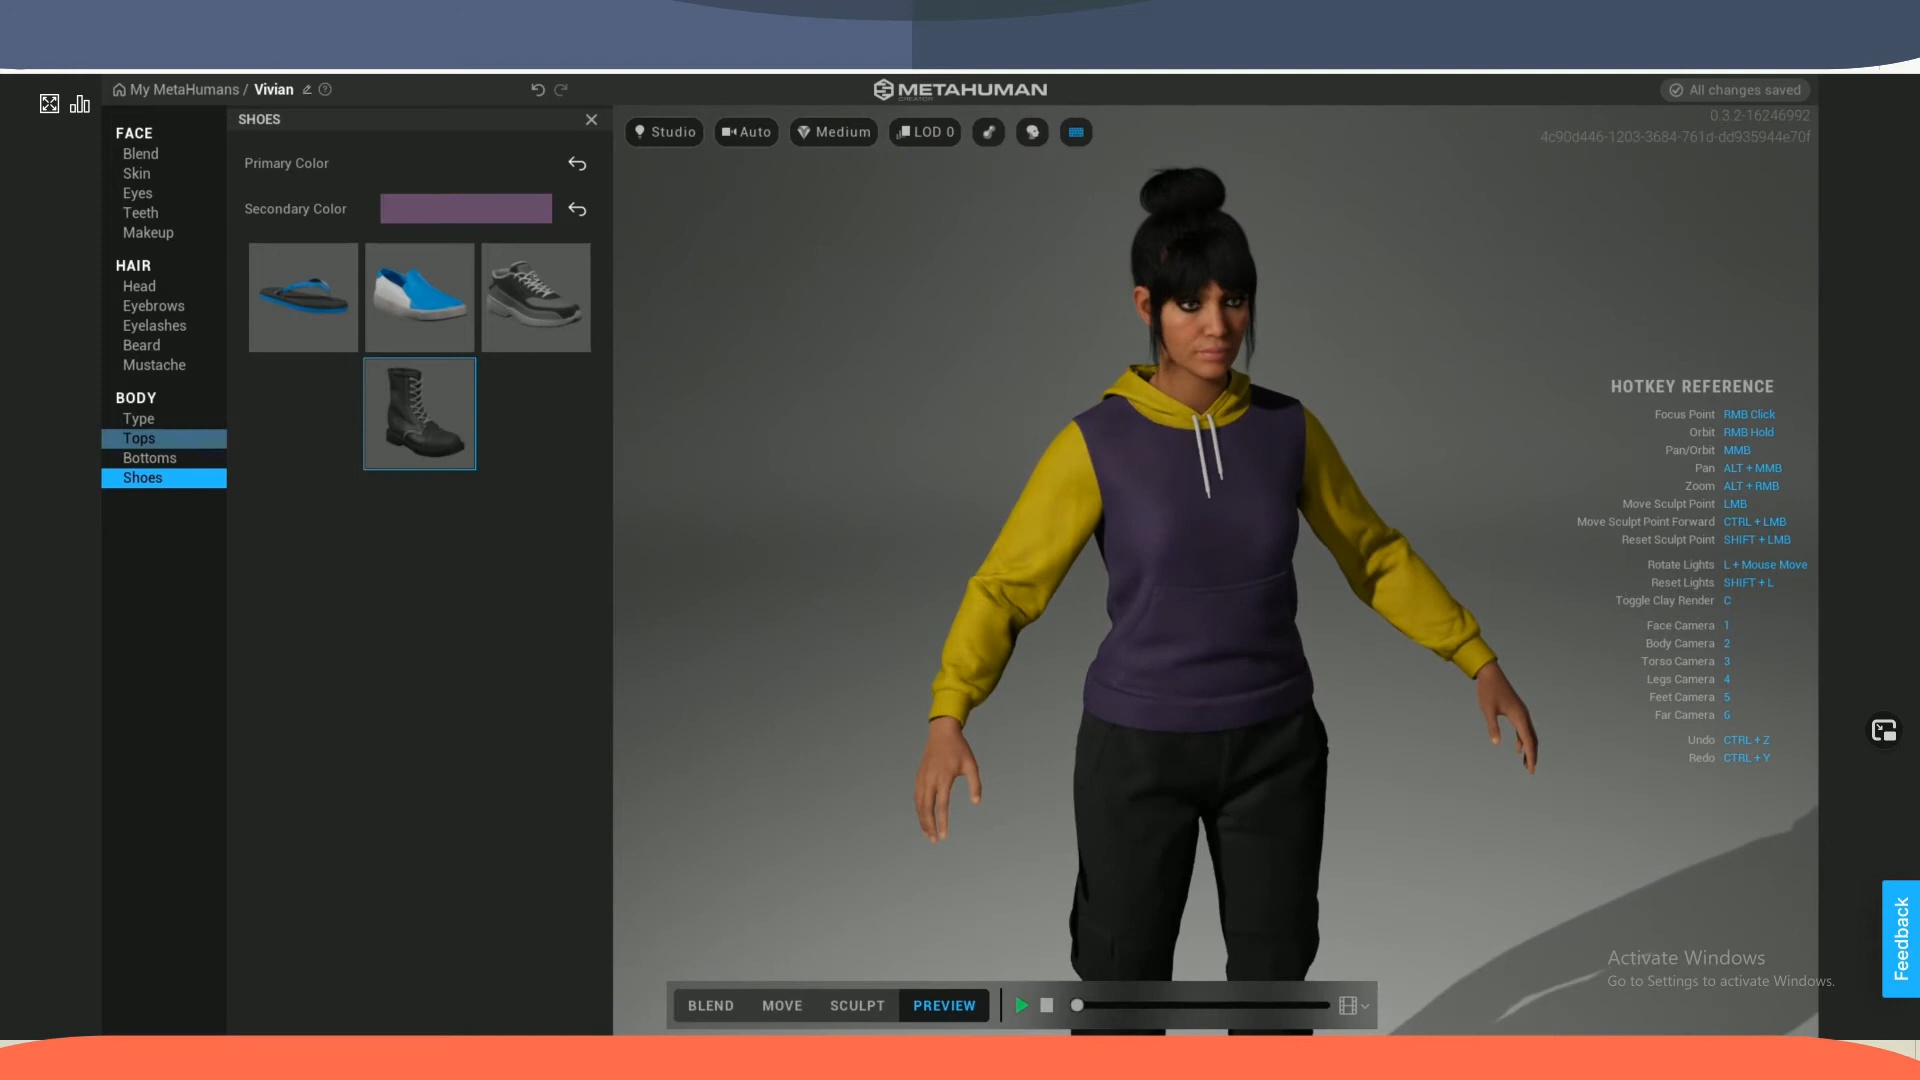 My MetaHumans / Vivian
METAHUMAN
CREATOR
All changes saved
0.3.2-16246992
4c90d446-1203-3684-761d-dd935944e70f
FACE
Blend
Skin
Eyes
Teeth
Makeup
HAIR
Head
Eyebrows
Eyelashes
Beard
Mustache
BODY
Type
Tops
Bottoms
Shoes
SHOES
Primary Color
Secondary Color
Studio
Auto
Medium
LOD 0
HOTKEY REFERENCE
Focus Point RMB Click
Orbit RMB Hold
Pan/Orbit MMB
Pan ALT + MMB
Zoom ALT + RMB
Move Sculpt Point LMB
Move Sculpt Point Forward CTRL + LMB
Reset Sculpt Point SHIFT + LMB
Rotate Lights L + Mouse Move
Reset Lights SHIFT + L
Toggle Clay Render C
Face Camera 1
Body Camera 2
Torso Camera 3
Legs Camera 4
Feet Camera 5
Far Camera 6
Undo CTRL + Z
Redo CTRL + Y
Feedback
Activate Windows
Go to Settings to activate Windows.
BLEND
MOVE
SCULPT
PREVIEW